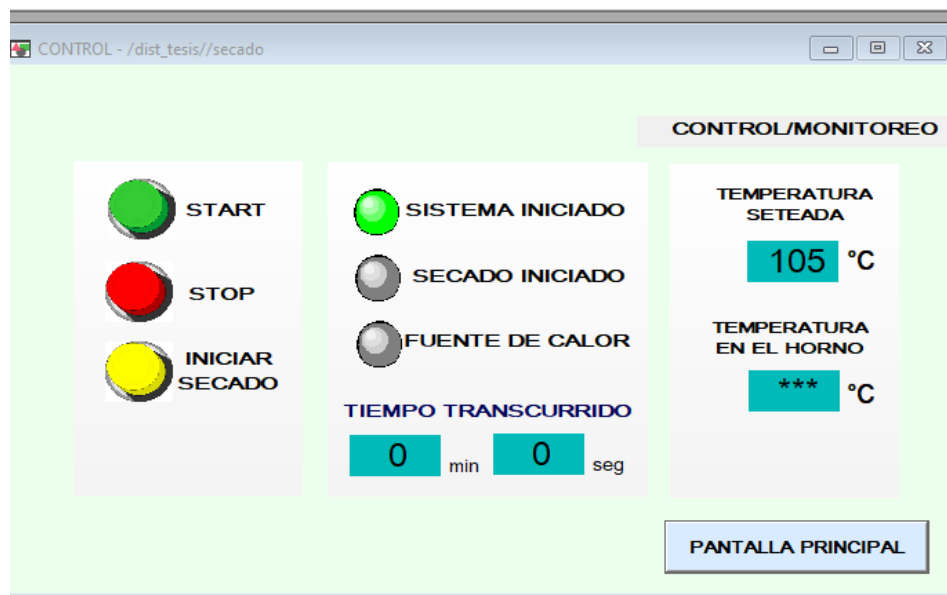 CONTROL - /dist_tesis//secado
CONTROL/MONITOREO
START
STOP
INICIAR
SECADO
SISTEMA INICIADO
SECADO INICIADO
FUENTE DE CALOR
TIEMPO TRANSCURRIDO
0 min 0 seg
TEMPERATURA
SETEADA
105 °C
TEMPERATURA
EN EL HORNO
*** °C
PANTALLA PRINCIPAL